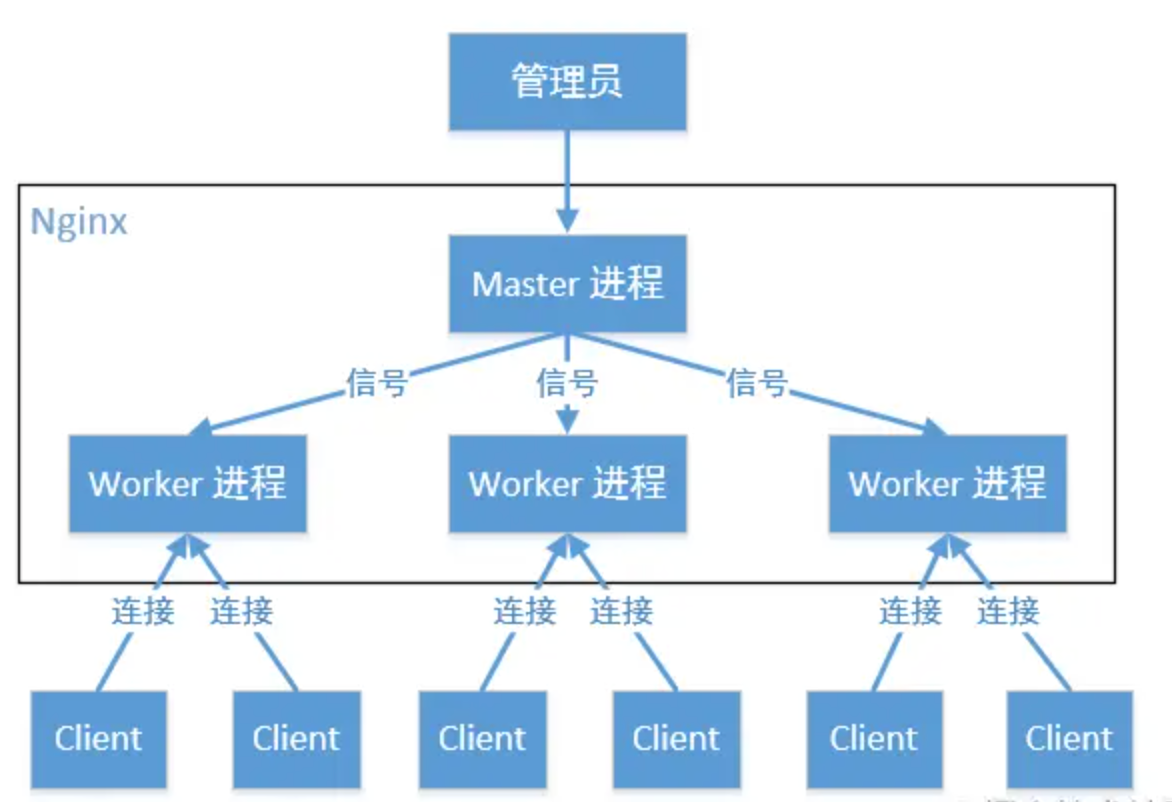 管理员
Nginx
Master 进程
信号 信号 信号
Worker 进程 Worker 进程 Worker 进程
连接 连接 连接 连接 连接 连接
Client Client Client Client Client Client